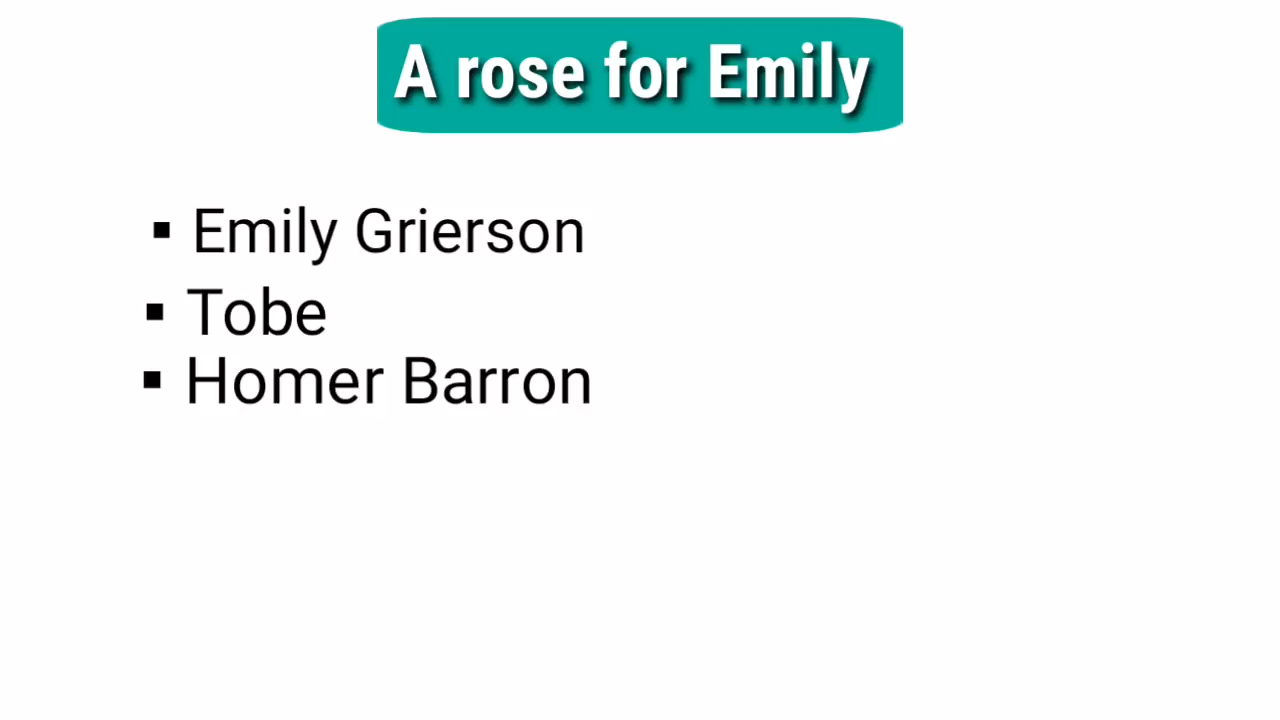 A rose for Emily
▪ Emily Grierson
▪ Tobe
▪ Homer Barron